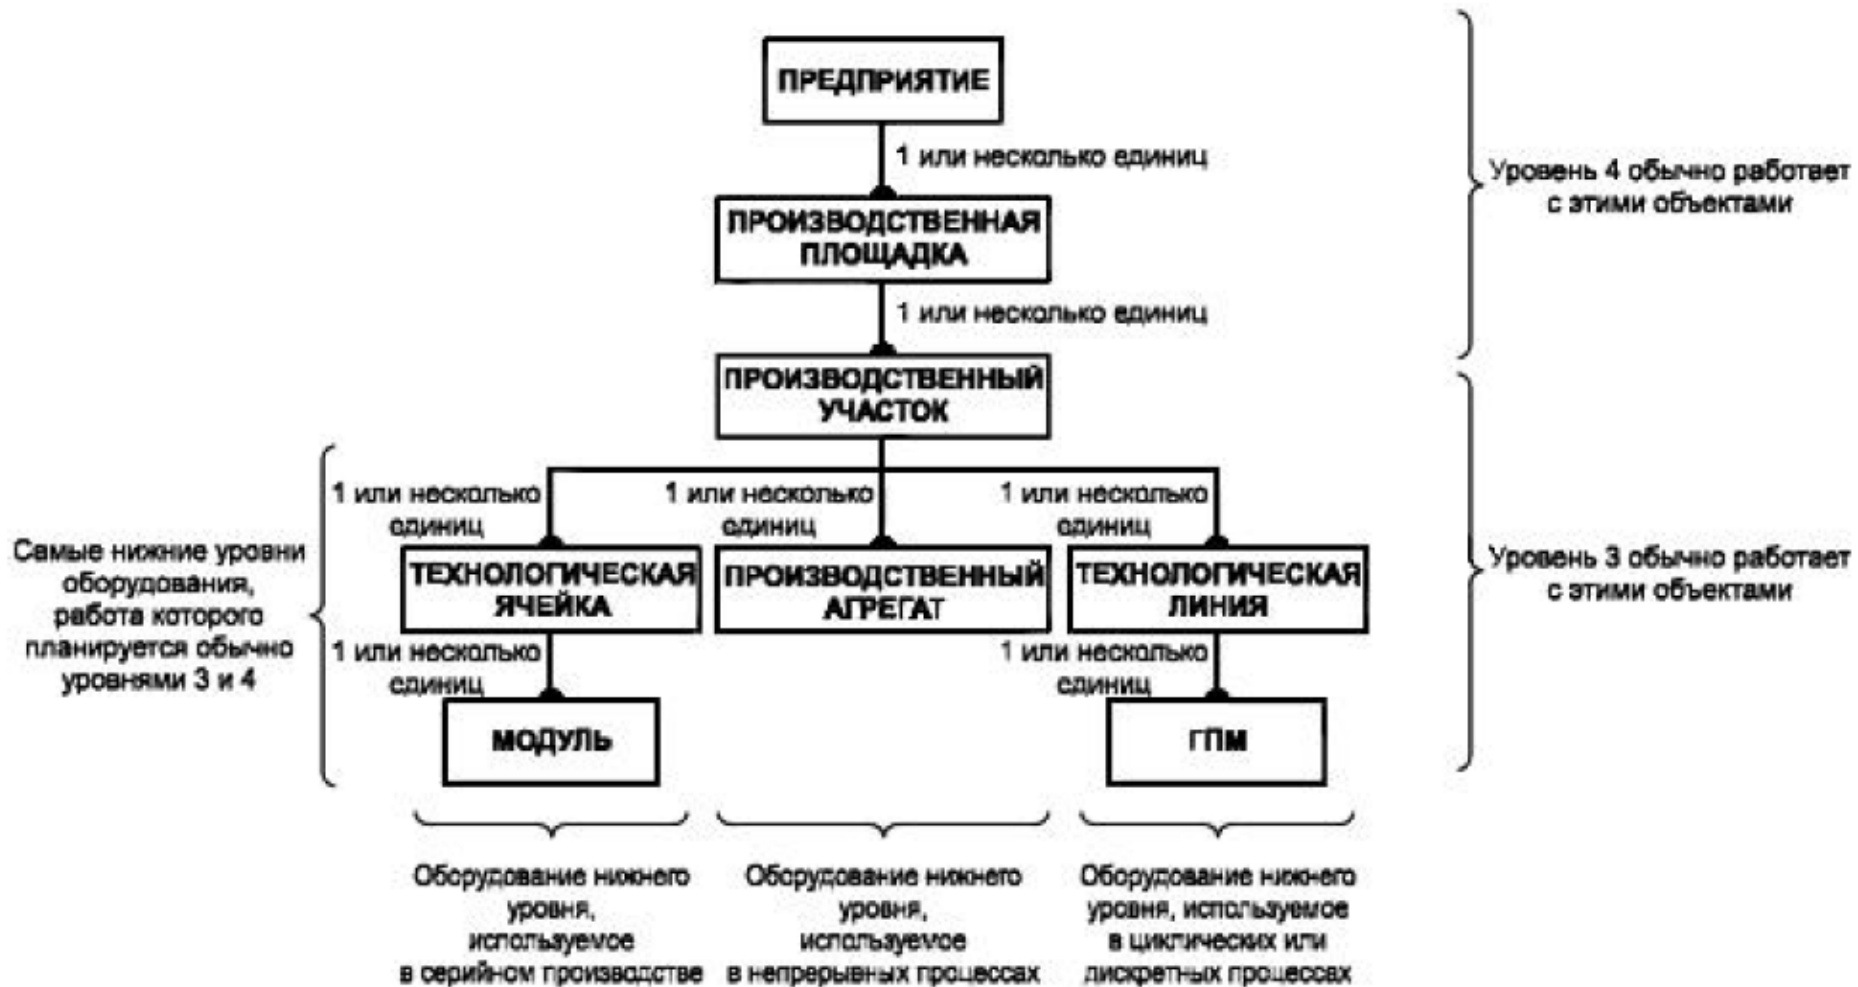 ПРЕДПРИЯТИЕ
1 или несколько единиц
Уровень 4 обычно работает
с этими объектами
ПРОИЗВОДСТВЕННАЯ
ПЛОЩАДКА
1 или несколько единиц
ПРОИЗВОДСТВЕННЫЙ
УЧАСТОК
1 или несколько
единиц
1 или несколько
единиц
1 или несколько
единиц
Самые нижние уровни
оборудования,
работа которого
планируется обычно
уровнями 3 и 4
ТЕХНОЛОГИЧЕСКАЯ
ЯЧЕЙКА
ПРОИЗВОДСТВЕННЫЙ
АГРЕГАТ
ТЕХНОЛОГИЧЕСКАЯ
ЛИНИЯ
Уровень 3 обычно работает
с этими объектами
1 или несколько
единиц
1 или несколько
единиц
МОДУЛЬ
ГПМ
Оборудование нижнего
уровня,
используемое
в серийном производстве
Оборудование нижнего
уровня,
используемое
в непрерывных процессах
Оборудование нижнего
уровня, используемое
в циклических или
дискретных процессах